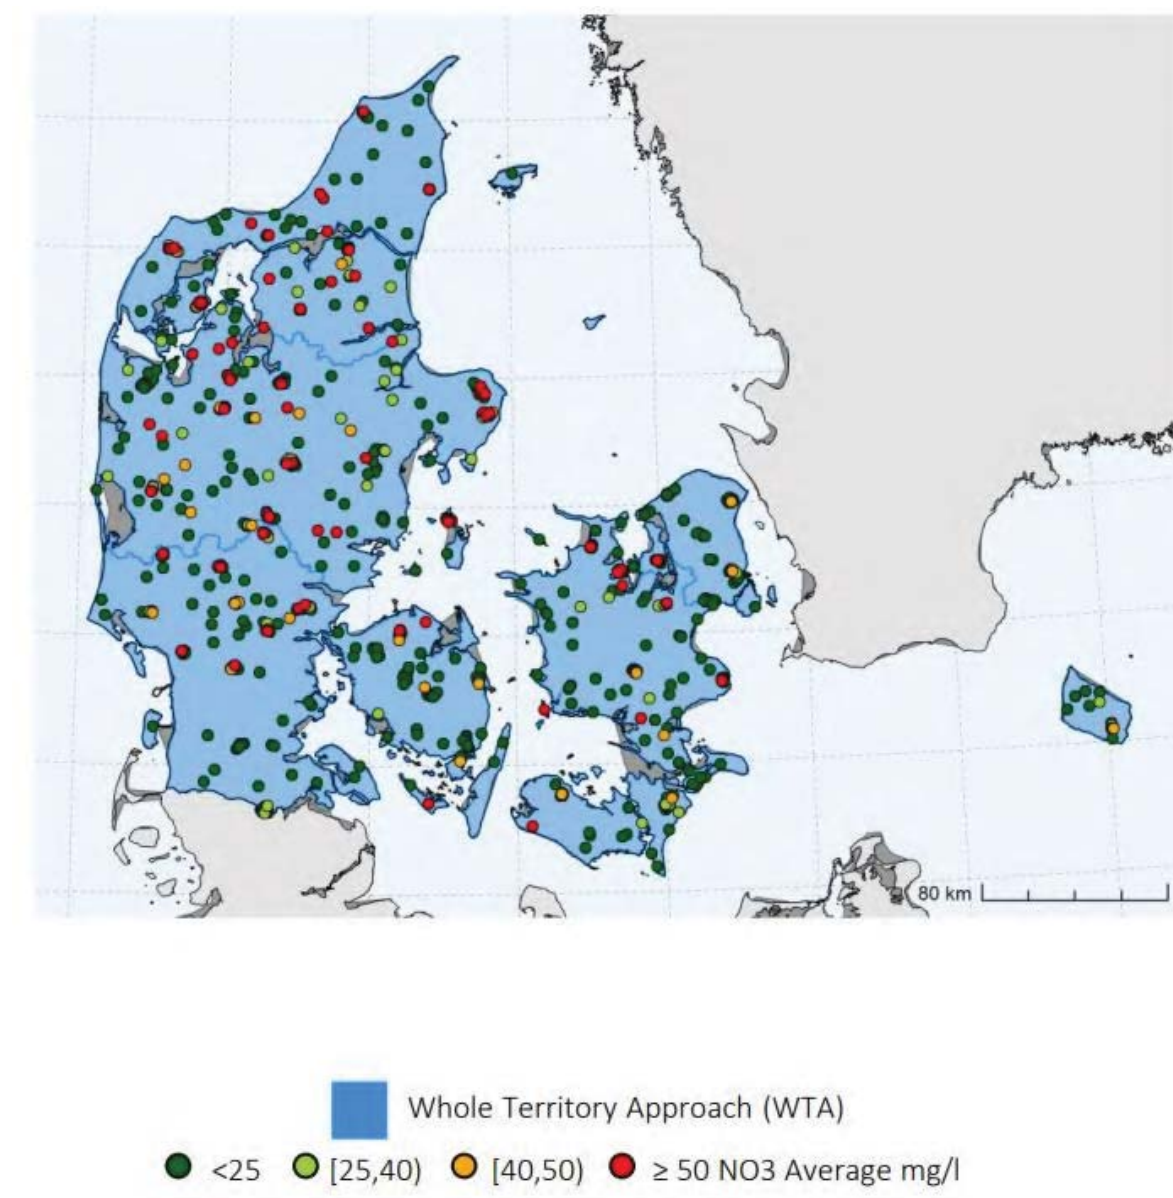 80 km
Whole Territory Approach (WTA)
<25 [25,40) [40,50) ≥ 50 NO3 Average mg/l